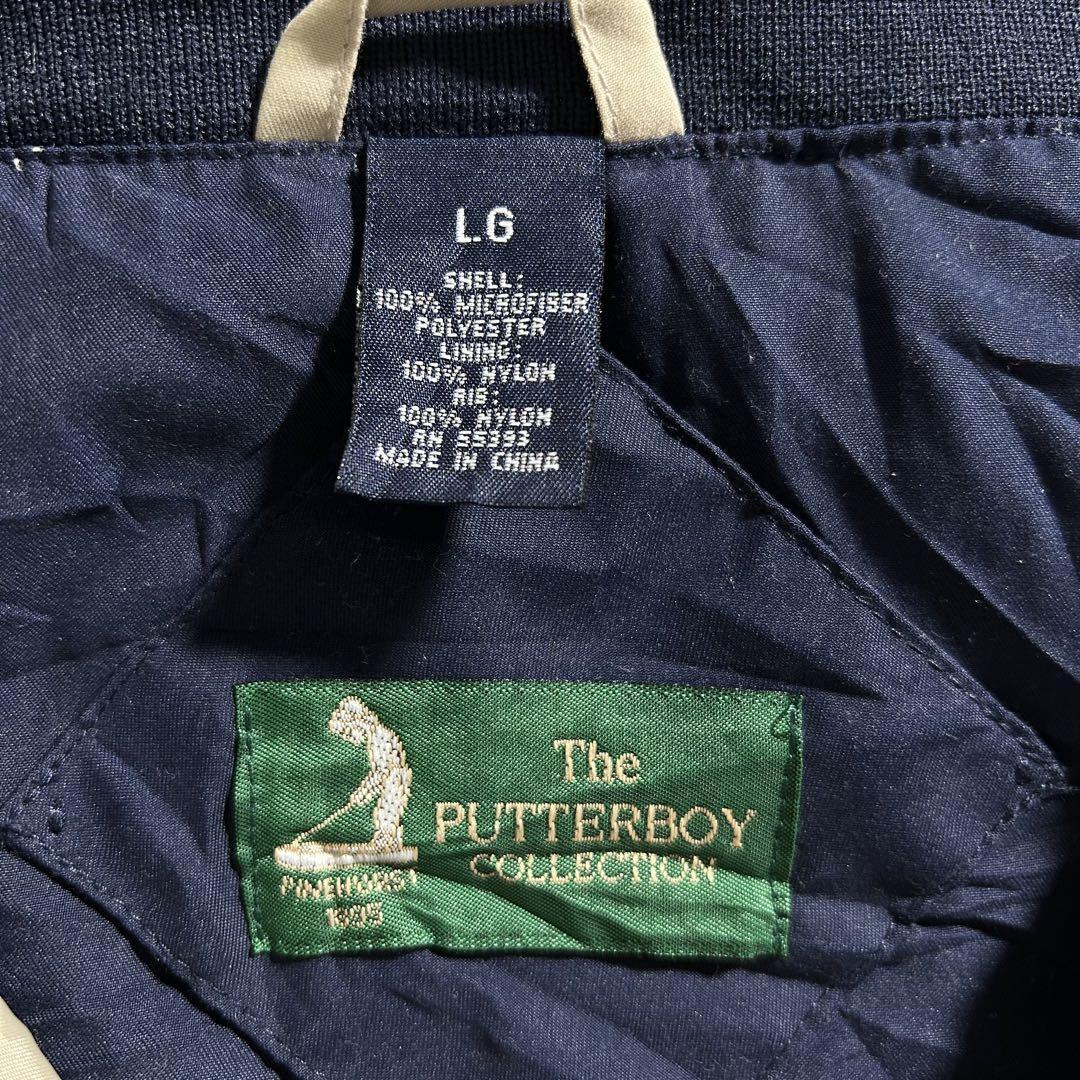 LG
SHELL:
100% MICROFIBER
POLYESTER
LINING:
100% NYLON
RIB:
100% NYLON
RN 55393
MADE IN CHINA
The
PUTTERBOY
COLLECTION
PINEHURST
1895